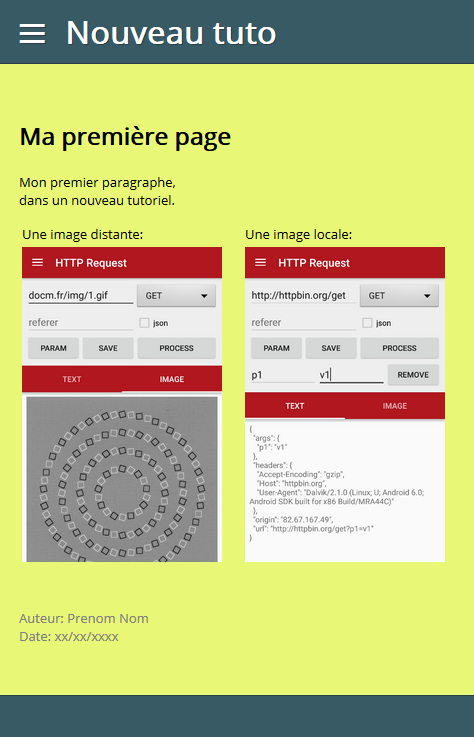 Nouveau tuto
Ma première page
Mon premier paragraphe,
dans un nouveau tutoriel.
Une image distante:
HTTP Request
docm.fr/img/1.gif
GET
referer
json
PARAM
SAVE
PROCESS
TEXT
IMAGE
Une image locale:
HTTP Request
http://httpbin.org/get
GET
referer
json
PARAM
SAVE
PROCESS
p1
v1
REMOVE
TEXT
IMAGE
{
"args": {
"p1": "v1"
},
"headers": {
"Accept-Encoding": "gzip",
"Host": "httpbin.org",
"User-Agent": "Dalvik/2.1.0 (Linux; U; Android 6.0;
Android SDK built for x86 Build/MRA44C)"
},
"origin": "82.67.167.49",
"url": "http://httpbin.org/get?p1=v1"
}
Auteur: Prenom Nom
Date: xx/xx/xxxx